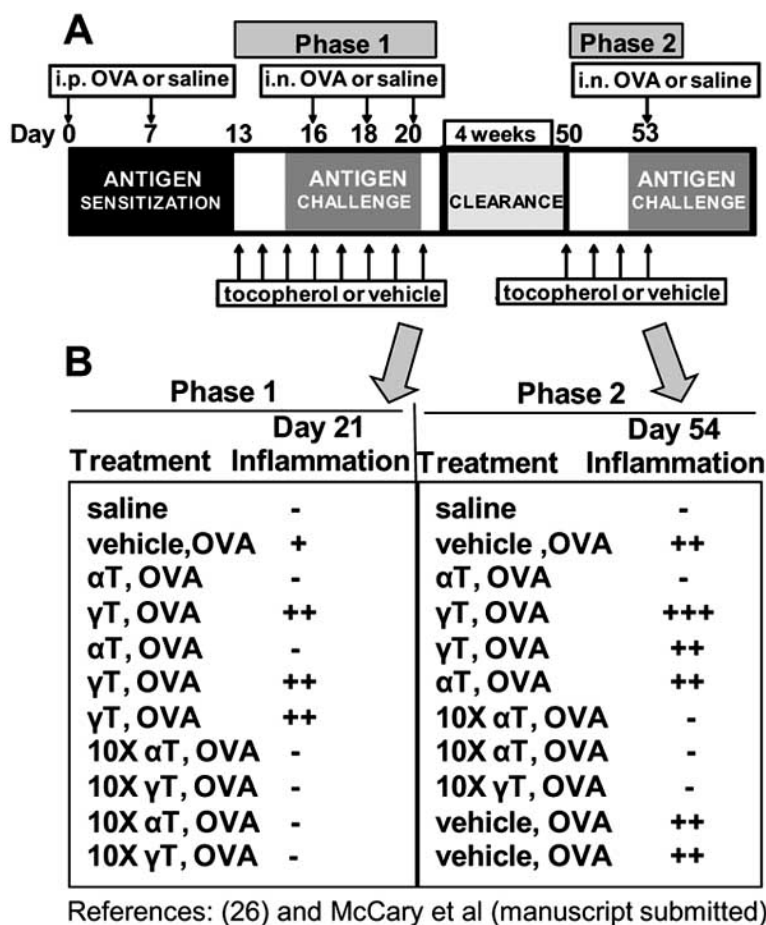 A
Phase 1
Phase 2
i.p. OVA or saline
i.n. OVA or saline
i.n. OVA or saline
Day 0 7 13 16 18 20 4 weeks 50 53
ANTIGEN SENSITIZATION
ANTIGEN CHALLENGE
CLEARANCE
ANTIGEN CHALLENGE
tocopherol or vehicle
tocopherol or vehicle
B
Phase 1 Phase 2
Day 21 Day 54
Treatment Inflammation Treatment Inflammation
saline - saline -
vehicle,OVA + vehicle ,OVA ++
αT, OVA - αT, OVA -
γT, OVA ++ γT, OVA +++
αT, OVA - γT, OVA ++
γT, OVA ++ αT, OVA ++
γT, OVA ++ 10X αT, OVA -
10X αT, OVA - 10X αT, OVA -
10X γT, OVA - 10X γT, OVA -
10X αT, OVA - vehicle, OVA ++
10X γT, OVA - vehicle, OVA ++
References: (26) and McCary et al (manuscript submitted)